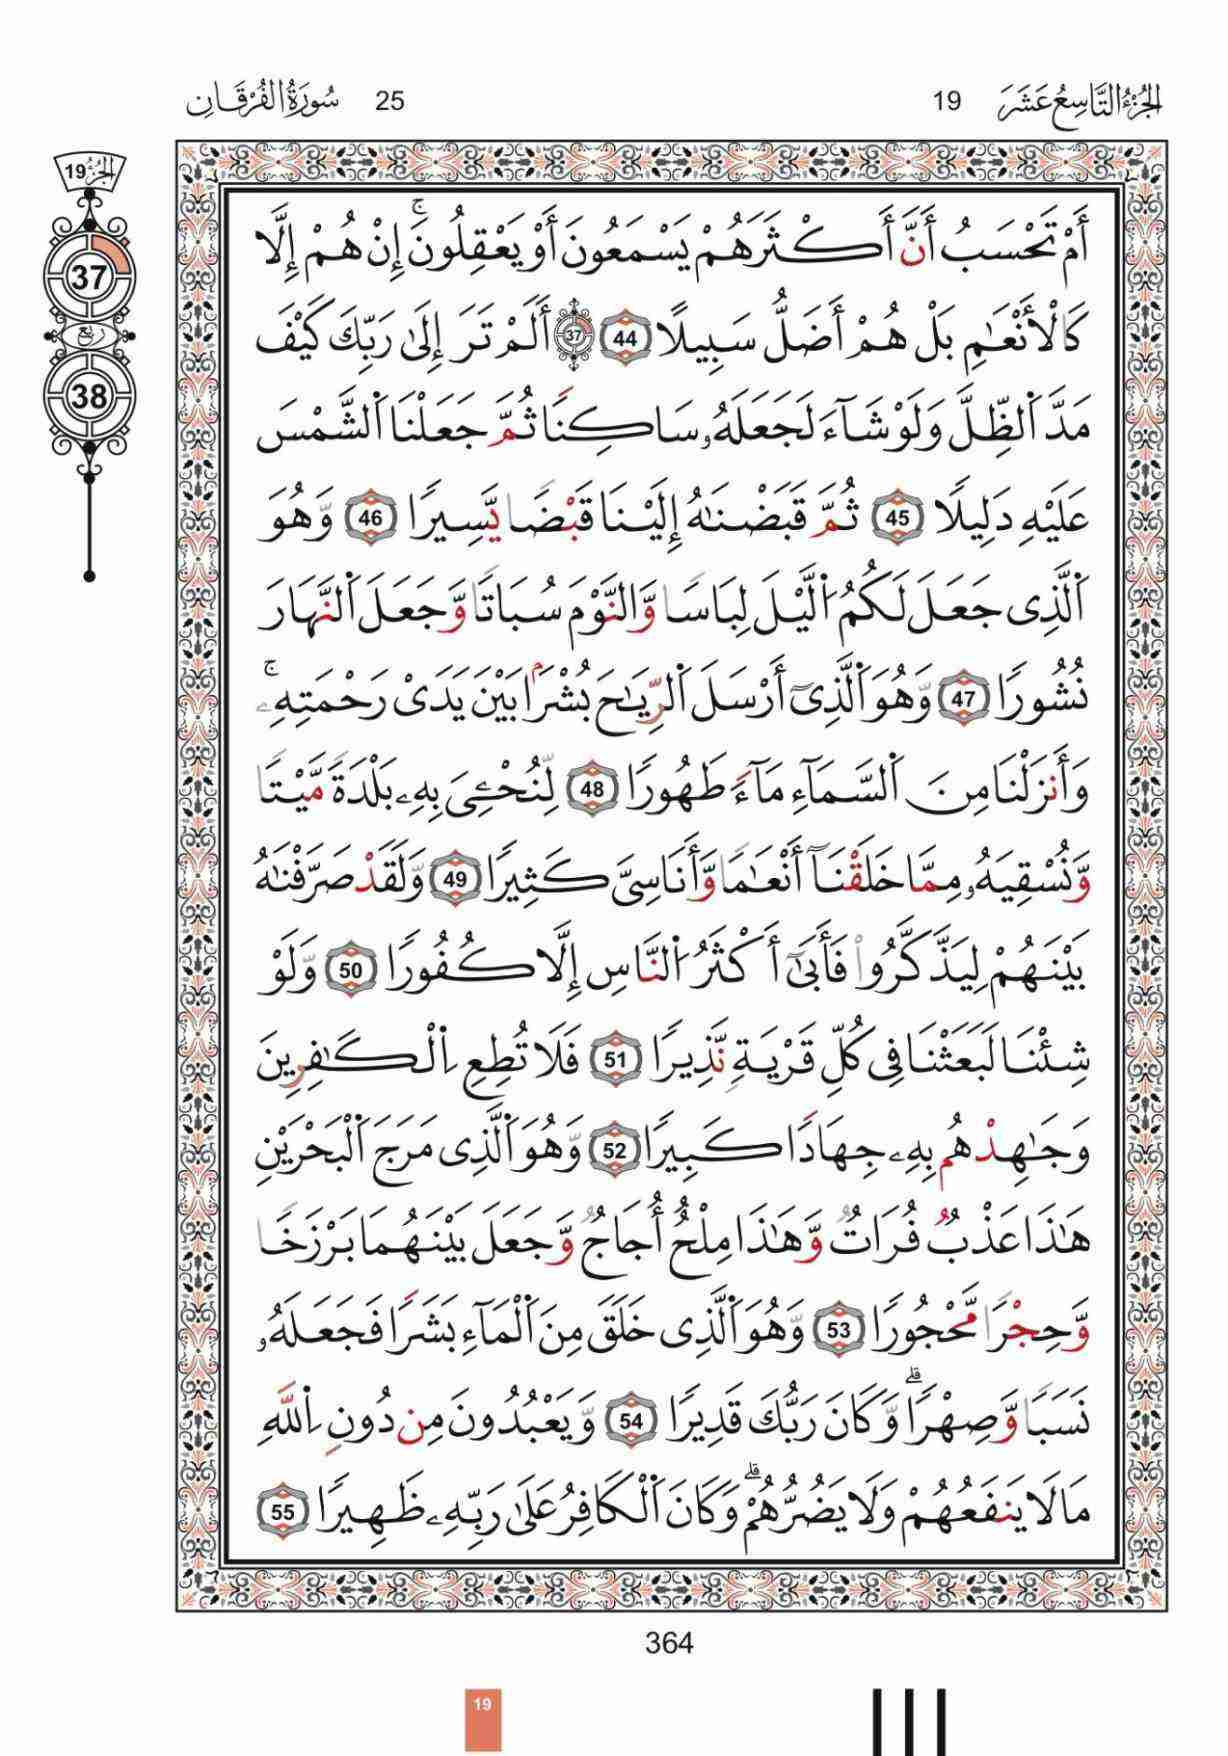 الجُزْءُ التَّاسِعُ عَشَرَ 19
25 سُورَةُ الفُرْقَانِ
الجُزْءُ 19
37
رُبع
38
أَمْ تَحْسَبُ أَنَّ أَكْثَرَهُمْ يَسْمَعُونَ أَوْ يَعْقِلُونَ ۚ إِنْ هُمْ إِلَّا
كَالْأَنْعَٰمِ بَلْ هُمْ أَضَلُّ سَبِيلًا 44 37 أَلَمْ تَرَ إِلَىٰ رَبِّكَ كَيْفَ
مَدَّ ٱلظِّلَّ وَلَوْ شَآءَ لَجَعَلَهُۥ سَاكِنًا ثُمَّ جَعَلْنَا ٱلشَّمْسَ
عَلَيْهِ دَلِيلًا 45 ثُمَّ قَبَضْنَٰهُ إِلَيْنَا قَبْضًا يَّسِيرًا 46 وَّهُوَ
ٱلَّذِى جَعَلَ لَكُمُ ٱلَّيْلَ لِبَاسًا وَّالنَّوْمَ سُبَاتًا وَّجَعَلَ ٱلنَّهَارَ
نُشُورًا 47 وَّهُوَ ٱلَّذِىٓ أَرْسَلَ ٱلرِّيَٰحَ بُشْرًۢا بَيْنَ يَدَىْ رَحْمَتِهِۦ ۚ
وَأَنزَلْنَا مِنَ ٱلسَّمَآءِ مَآءً طَهُورًا 48 لِّنُحْۦِىَ بِهِۦ بَلْدَةً مَّيْتًا
وَّنُسْقِيَهُۥ مِمَّا خَلَقْنَآ أَنْعَٰمًا وَّأَنَاسِىَّ كَثِيرًا 49 وَّلَقَدْ صَرَّفْنَٰهُ
بَيْنَهُمْ لِيَذَّكَّرُوا۟ فَأَبَىٰٓ أَكْثَرُ ٱلنَّاسِ إِلَّا كُفُورًا 50 وَّلَوْ
شِئْنَا لَبَعَثْنَا فِى كُلِّ قَرْيَةٍ نَّذِيرًا 51 فَلَا تُطِعِ ٱلْكَٰفِرِينَ
وَجَٰهِدْهُم بِهِۦ جِهَادًا كَبِيرًا 52 وَّهُوَ ٱلَّذِى مَرَجَ ٱلْبَحْرَيْنِ
هَٰذَا عَذْبٌ فُرَاتٌ وَّهَٰذَا مِلْحٌ أُجَاجٌ وَّجَعَلَ بَيْنَهُمَا بَرْزَخًا
وَّحِجْرًا مَّحْجُورًا 53 وَّهُوَ ٱلَّذِى خَلَقَ مِنَ ٱلْمَآءِ بَشَرًا فَجَعَلَهُۥ
نَسَبًا وَّصِهْرًا ۗ وَّكَانَ رَبُّكَ قَدِيرًا 54 وَّيَعْبُدُونَ مِن دُونِ ٱللَّهِ
مَا لَا يَنفَعُهُمْ وَلَا يَضُرُّهُمْ ۗ وَكَانَ ٱلْكَافِرُ عَلَىٰ رَبِّهِۦ ظَهِيرًا 55
364
19